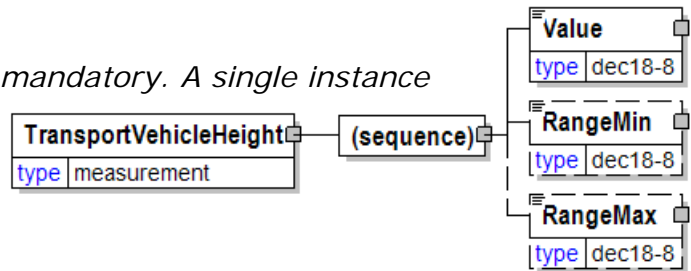 mandatory. A single instance
TransportVehicleHeight
type measurement
(sequence)
Value
type dec18-8
RangeMin
type dec18-8
RangeMax
type dec18-8